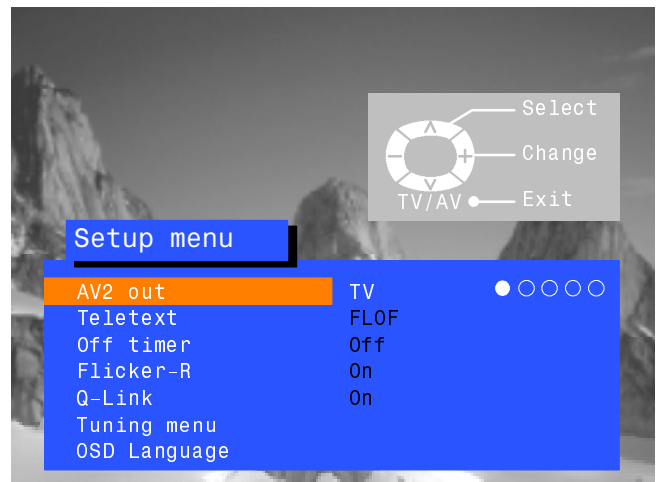 Select
Change
TV/AV Exit
Setup menu
AV2 out TV
Teletext FLOF
Off timer Off
Flicker-R On
Q-Link On
Tuning menu
OSD Language